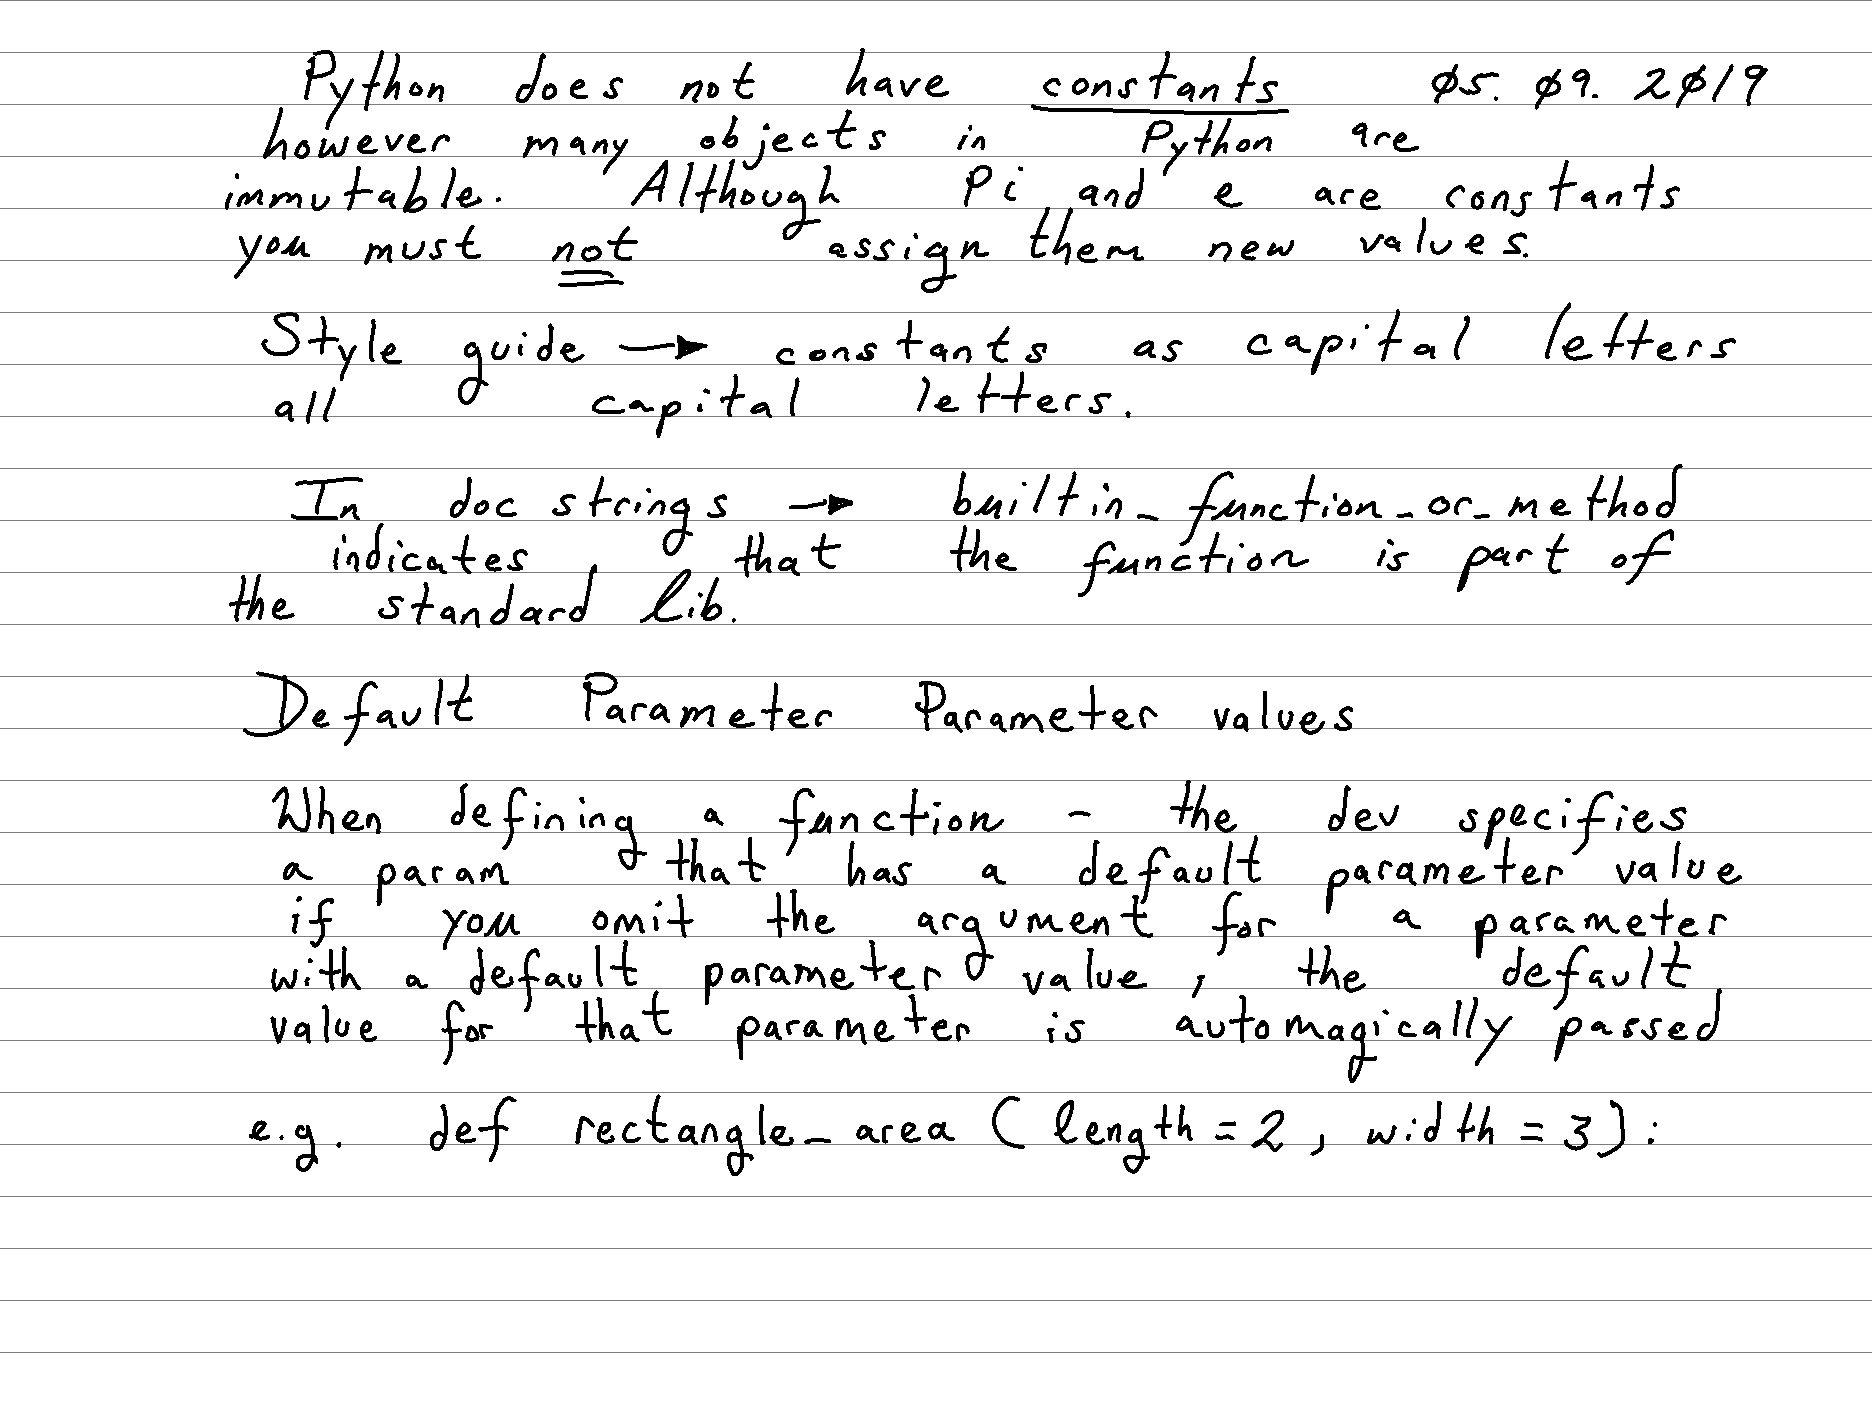 Python does not have constants 05. 09. 2019
however many objects in Python are
immutable. Although Pi and e are constants
you must not assign them new values.
Style guide → constants as capital letters
all capital letters.
In doc strings → builtin_function_or_method
indicates that the function is part of
the standard lib.
Default Parameter Parameter values
When defining a function - the dev specifies
a param that has a default parameter value
if you omit the argument for a parameter
with a default parameter value, the default
value for that parameter is automagically passed
e.g. def rectangle_area (length = 2, width = 3):